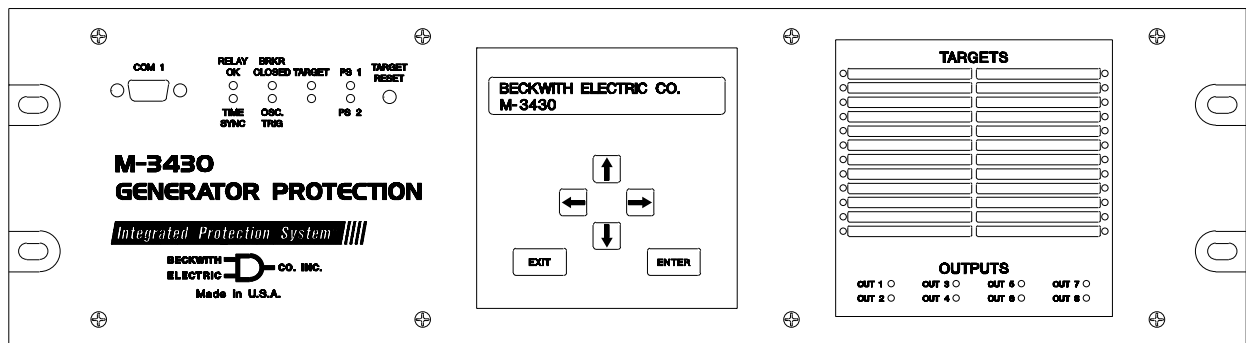 COM 1
RELAY OK
BRKR CLOSED
TARGET
PS 1
TARGET RESET
TIME SYNC
OSC. TRIG
PS 2
M-3430
GENERATOR PROTECTION
Integrated Protection System
BECKWITH
ELECTRIC
CO. INC.
Made in U.S.A.
BECKWITH ELECTRIC CO.
M-3430
EXIT
ENTER
TARGETS
OUTPUTS
OUT 1 OUT 3 OUT 5 OUT 7
OUT 2 OUT 4 OUT 6 OUT 8